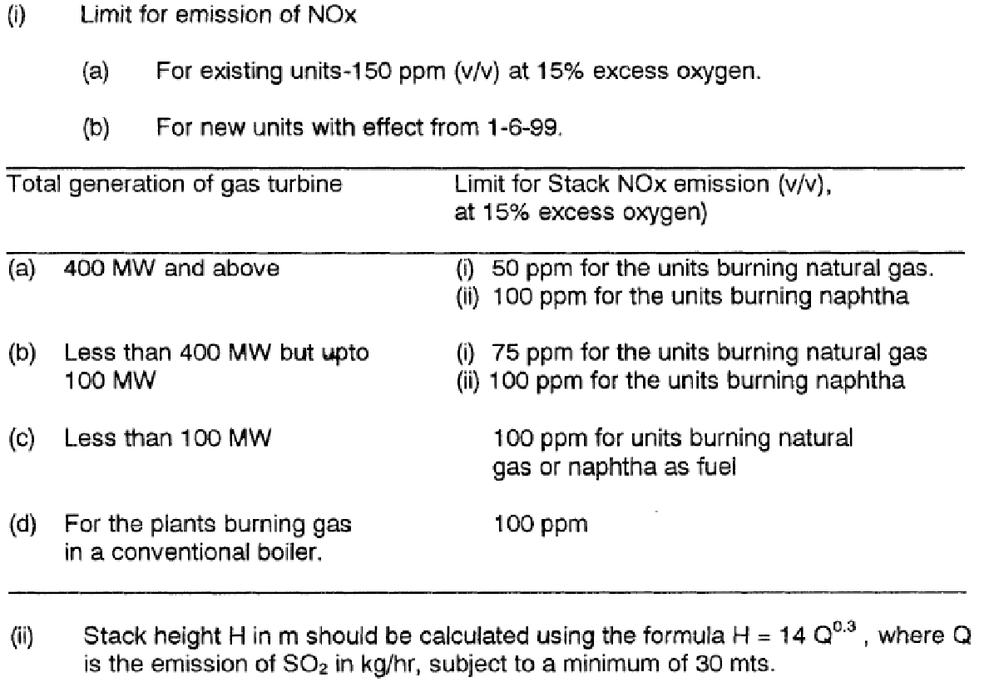 (i) Limit for emission of NOx
(a) For existing units-150 ppm (v/v) at 15% excess oxygen.
(b) For new units with effect from 1-6-99.
Total generation of gas turbine Limit for Stack NOx emission (v/v),
at 15% excess oxygen)
(a) 400 MW and above (i) 50 ppm for the units burning natural gas.
(ii) 100 ppm for the units burning naphtha
(b) Less than 400 MW but upto (i) 75 ppm for the units burning natural gas
100 MW (ii) 100 ppm for the units burning naphtha
(c) Less than 100 MW 100 ppm for units burning natural
gas or naphtha as fuel
(d) For the plants burning gas 100 ppm
in a conventional boiler.
(ii) Stack height H in m should be calculated using the formula H = 14 Q^0.3 , where Q
is the emission of SO₂ in kg/hr, subject to a minimum of 30 mts.